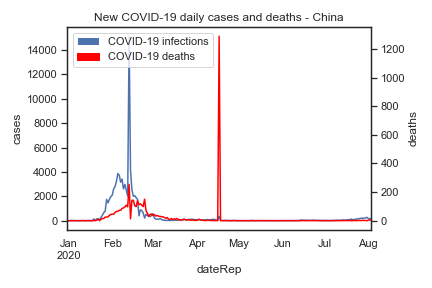 New COVID-19 daily cases and deaths - China
COVID-19 infections
COVID-19 deaths
14000
12000
10000
8000
6000
4000
2000
0
cases
1200
1000
800
600
400
200
0
deaths
Jan Feb Mar Apr May Jun Jul Aug
2020
dateRep